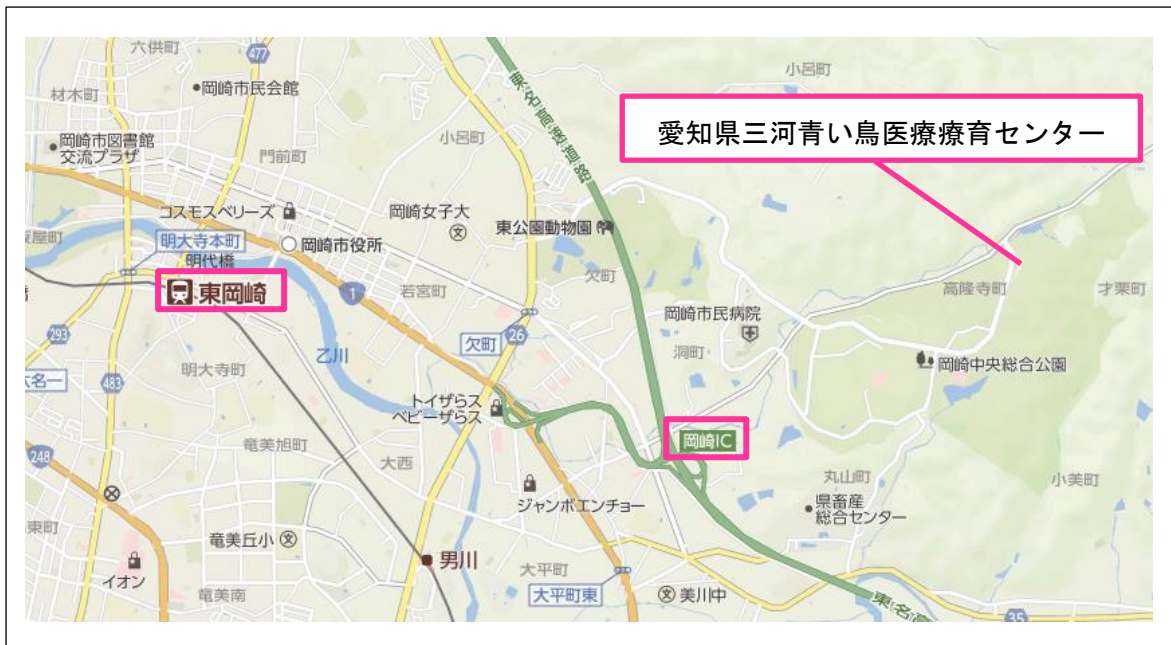 六供町
477
岡崎市民会館
材木町
小呂町
東名高速道路
愛知県三河青い鳥医療療育センター
岡崎市図書館
交流プラザ
門前町
小呂町
コスモスベリーズ
岡崎女子大
東公園動物園
明大寺本町
岡崎市役所
明代橋
欠町
東岡崎
1
若宮町
高隆寺町
才栗町
岡崎市民病院
293
乙川
欠町
26
洞町
岡崎中央総合公園
明大寺町
483
トイザらス
ベビーザらス
竜美旭町
岡崎IC
248
大西
丸山町
小美町
ジャンボエンチョー
県畜産
総合センター
東町
竜美丘小
男川
イオン
大平町
竜美南
大平町東
美川中
東名高
35